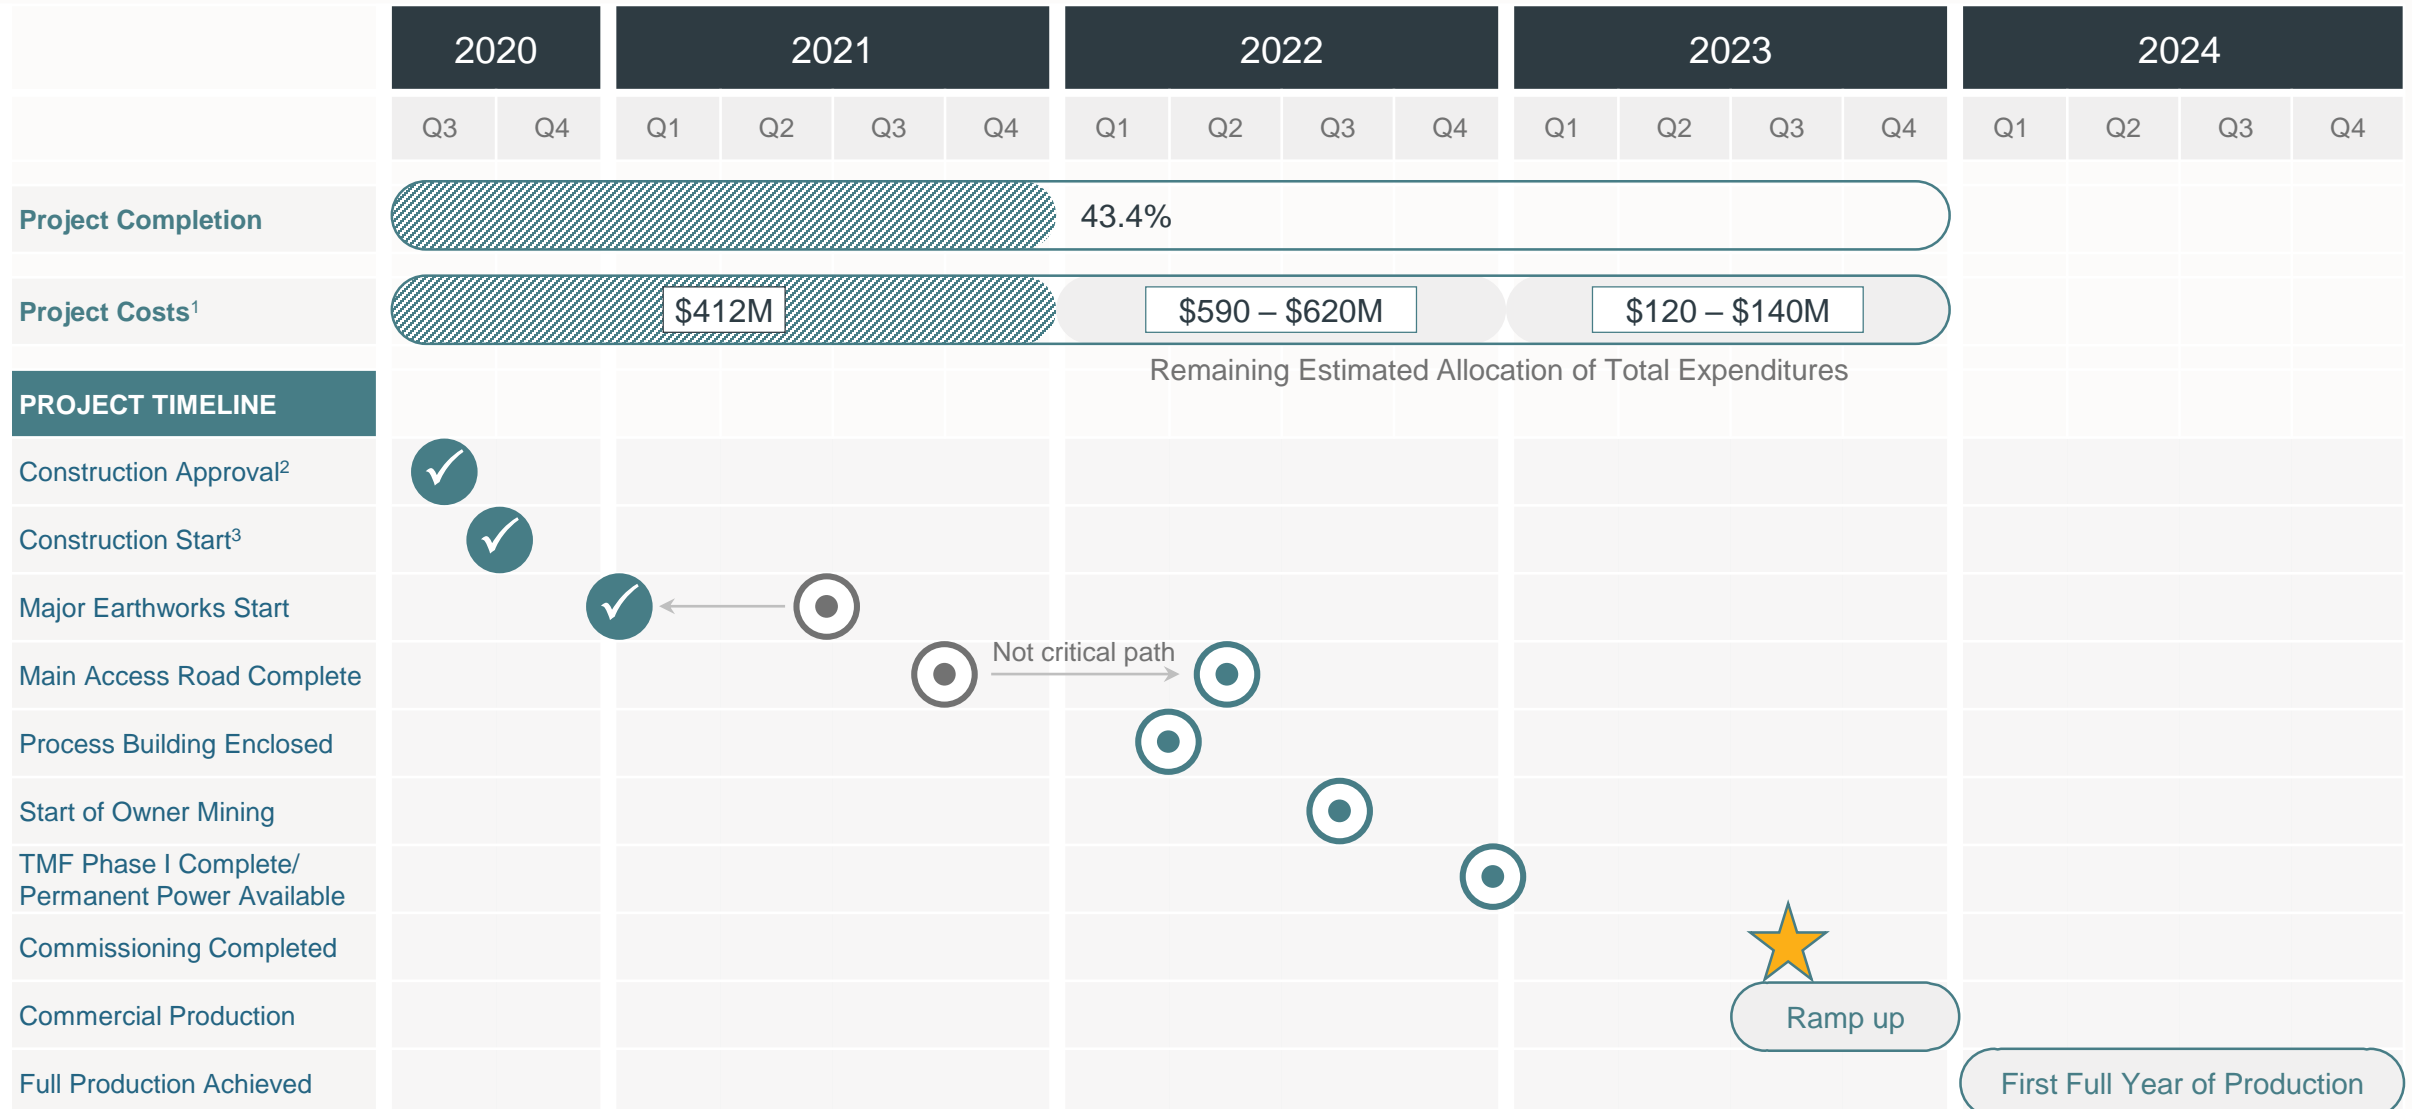 2020 2021 2022 2023 2024
Q3 Q4 Q1 Q2 Q3 Q4 Q1 Q2 Q3 Q4 Q1 Q2 Q3 Q4 Q1 Q2 Q3 Q4
Project Completion 43.4%
Project Costs¹ $412M $590 – $620M $120 – $140M
Remaining Estimated Allocation of Total Expenditures
PROJECT TIMELINE
Construction Approval²
Construction Start³
Major Earthworks Start
Main Access Road Complete Not critical path
Process Building Enclosed
Start of Owner Mining
TMF Phase I Complete/
Permanent Power Available
Commissioning Completed
Commercial Production Ramp up
Full Production Achieved First Full Year of Production